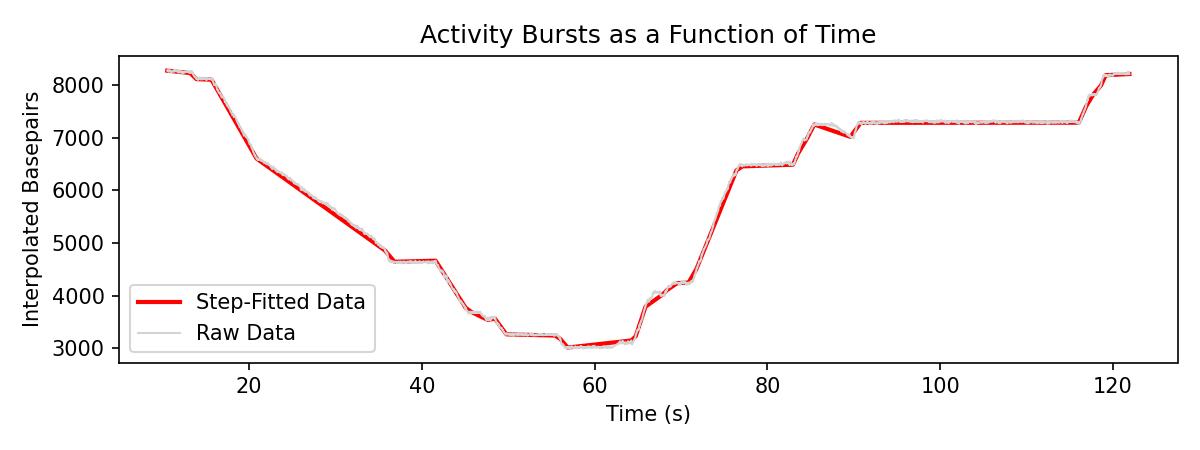 Activity Bursts as a Function of Time
Interpolated Basepairs
8000
7000
6000
5000
4000
3000
Step-Fitted Data
Raw Data
20 40 60 80 100 120
Time (s)